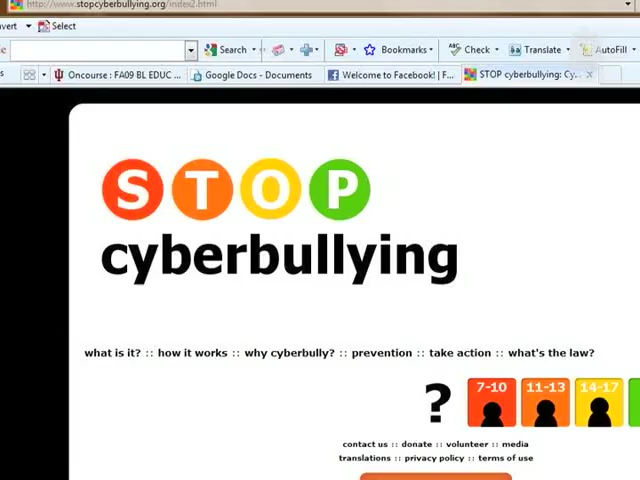 http://www.stopcyberbullying.org/index2.html
Select
Search Bookmarks Check Translate AutoFill
Oncourse : FA09 BL EDUC ... Google Docs - Documents Welcome to Facebook! | F... STOP cyberbullying: Cy...
STOP
cyberbullying
what is it? :: how it works :: why cyberbully? :: prevention :: take action :: what's the law?
? 7-10 11-13 14-17
contact us :: donate :: volunteer :: media
translations :: privacy policy :: terms of use